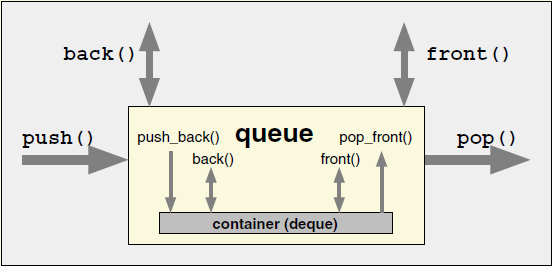 back()
front()
push()
pop()
queue
push_back()
pop_front()
back()
front()
container (deque)